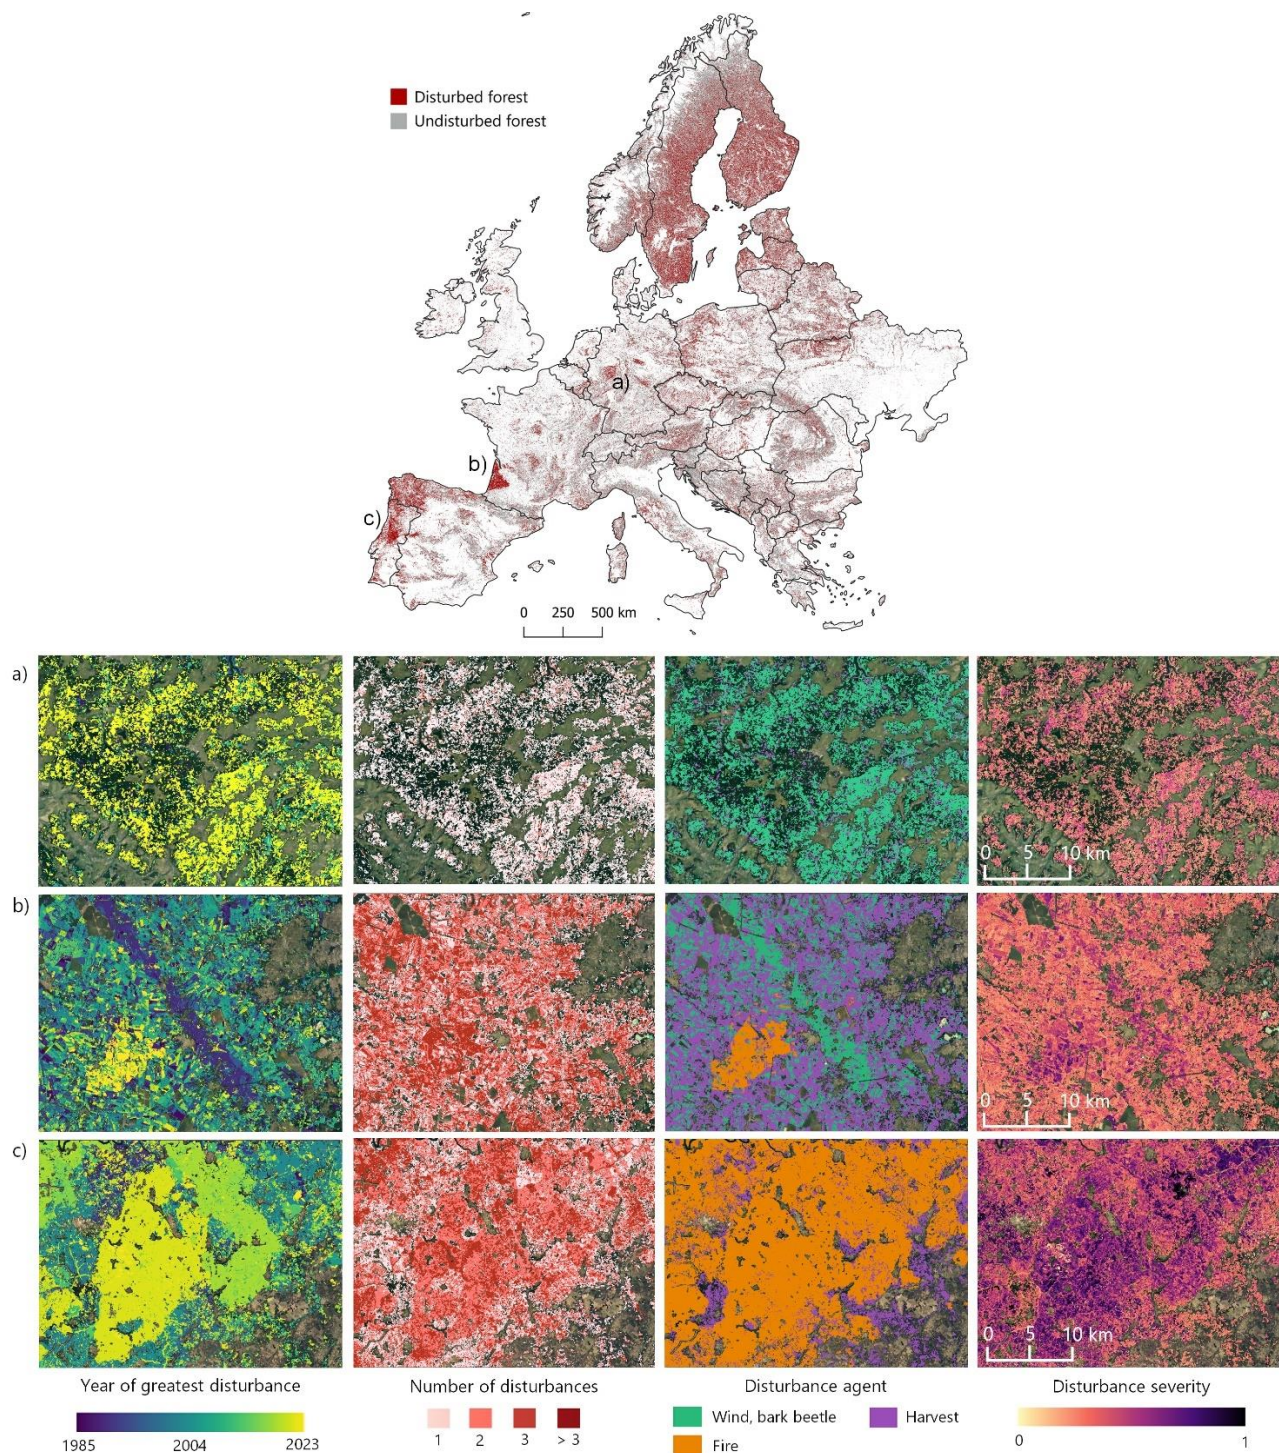 Disturbed forest
Undisturbed forest
a)
b)
c)
0 250 500 km
a)
0 5 10 km
b)
0 5 10 km
c)
0 5 10 km
Year of greatest disturbance
Number of disturbances
Disturbance agent
Disturbance severity
1985 2004 2023
1 2 3 > 3
Wind, bark beetle
Harvest
Fire
0 1